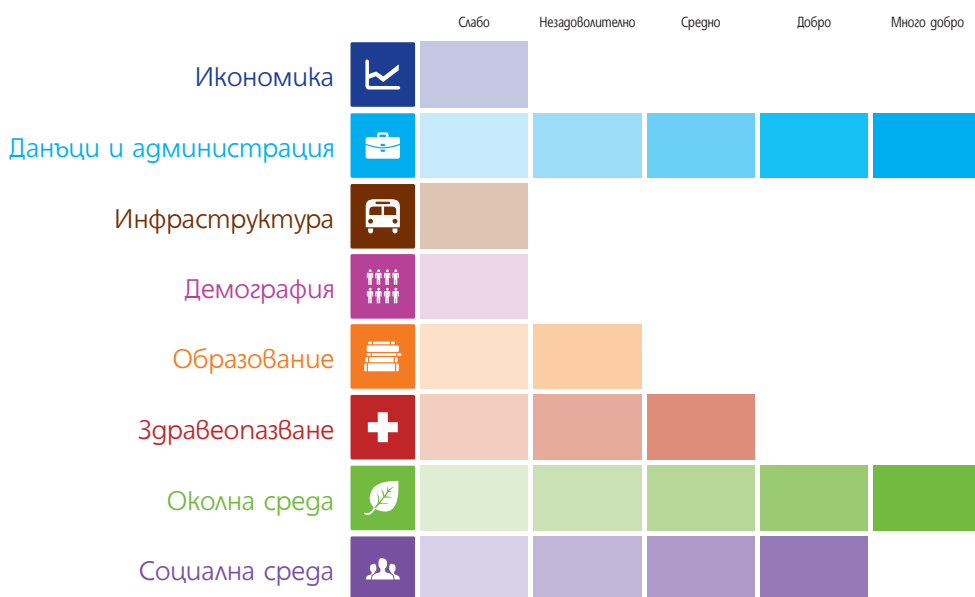 Слабо Незадоволително Средно Добро Много добро
Икономика
Данъци и администрация
Инфраструктура
Демография
Образование
Здравеопазване
Околна среда
Социална среда